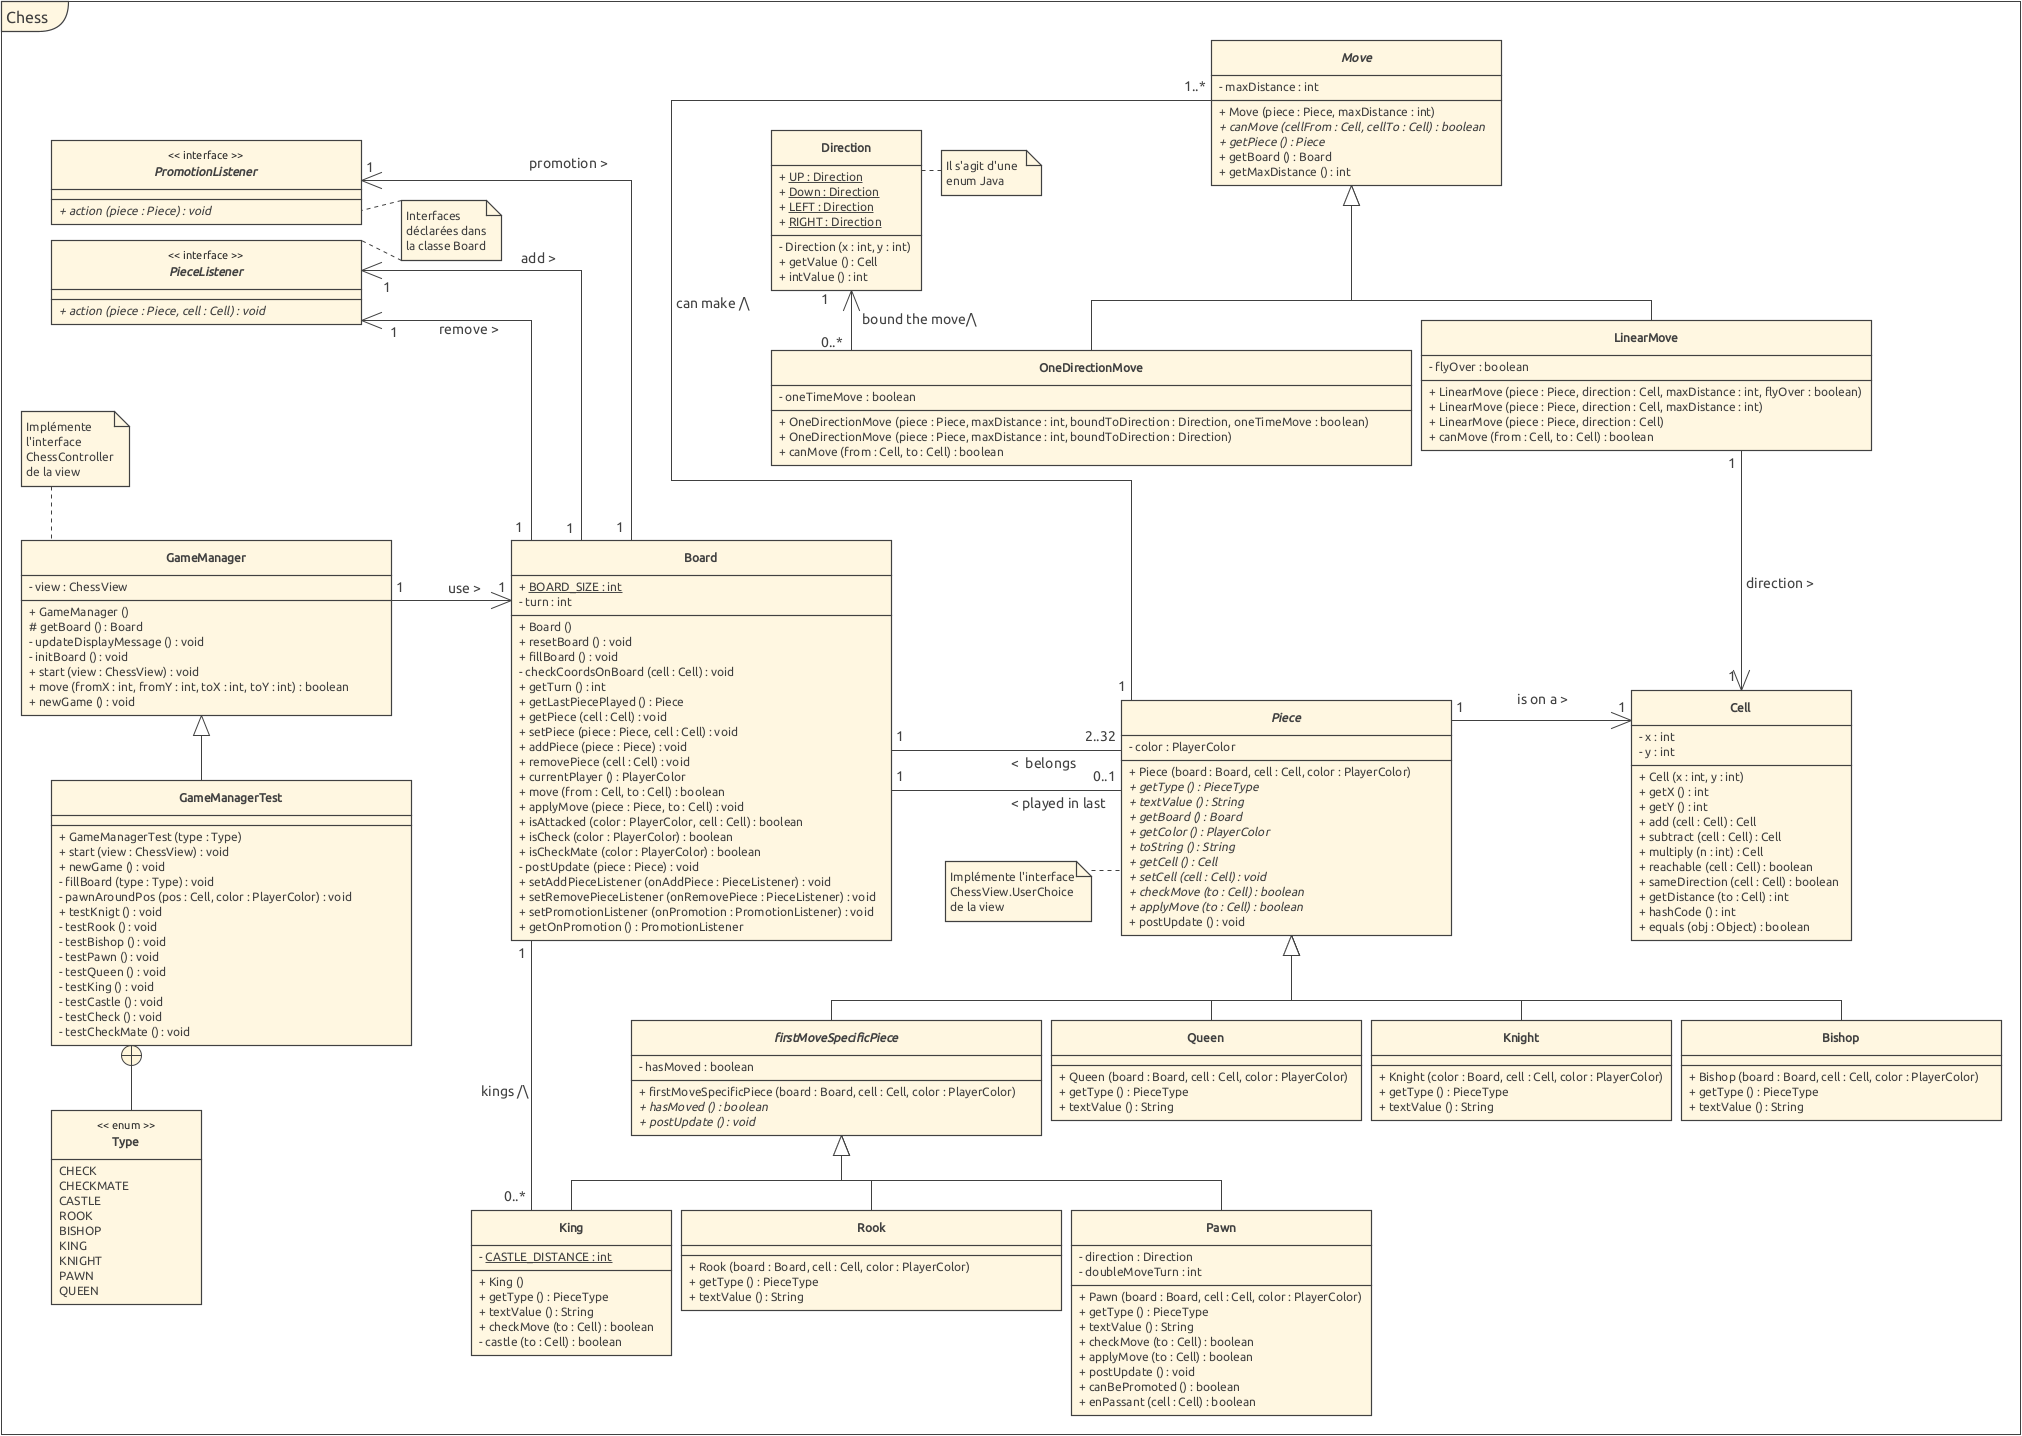 Chess
Move
- maxDistance : int
+ Move (piece : Piece, maxDistance : int)
+ canMove (cellFrom : Cell, cellTo : Cell) : boolean
+ getPiece () : Piece
+ getBoard () : Board
+ getMaxDistance () : int
1..*
<< interface >>
PromotionListener
+ action (piece : Piece) : void
1
promotion >
Interfaces
déclarées dans
la classe Board
<< interface >>
PieceListener
+ action (piece : Piece, cell : Cell) : void
add >
1
remove >
1
Direction
+ UP : Direction
+ Down : Direction
+ LEFT : Direction
+ RIGHT : Direction
- Direction (x : int, y : int)
+ getValue () : Cell
+ intValue () : int
Il s'agit d'une
enum Java
can make /\
1
bound the move/\
0..*
OneDirectionMove
- oneTimeMove : boolean
+ OneDirectionMove (piece : Piece, maxDistance : int, boundToDirection : Direction, oneTimeMove : boolean)
+ OneDirectionMove (piece : Piece, maxDistance : int, boundToDirection : Direction)
+ canMove (from : Cell, to : Cell) : boolean
LinearMove
- flyOver : boolean
+ LinearMove (piece : Piece, direction : Cell, maxDistance : int, flyOver : boolean)
+ LinearMove (piece : Piece, direction : Cell, maxDistance : int)
+ LinearMove (piece : Piece, direction : Cell)
+ canMove (from : Cell, to : Cell) : boolean
1
direction >
1
Implémente
l'interface
ChessController
de la view
GameManager
- view : ChessView
+ GameManager ()
# getBoard () : Board
- updateDisplayMessage () : void
- initBoard () : void
+ start (view : ChessView) : void
+ move (fromX : int, fromY : int, toX : int, toY : int) : boolean
+ newGame () : void
1
use >
1
1
1
1
Board
+ BOARD_SIZE : int
- turn : int
+ Board ()
+ resetBoard () : void
+ fillBoard () : void
- checkCoordsOnBoard (cell : Cell) : void
+ getTurn () : int
+ getLastPiecePlayed () : Piece
+ getPiece (cell : Cell) : void
+ setPiece (piece : Piece, cell : Cell) : void
+ addPiece (piece : Piece) : void
+ removePiece (cell : Cell) : void
+ currentPlayer () : PlayerColor
+ move (from : Cell, to : Cell) : boolean
+ applyMove (piece : Piece, to : Cell) : void
+ isAttacked (color : PlayerColor, cell : Cell) : boolean
+ isCheck (color : PlayerColor) : boolean
+ isCheckMate (color : PlayerColor) : boolean
- postUpdate (piece : Piece) : void
+ setAddPieceListener (onAddPiece : PieceListener) : void
+ setRemovePieceListener (onRemovePiece : PieceListener) : void
+ setPromotionListener (onPromotion : PromotionListener) : void
+ getOnPromotion () : PromotionListener
1
2..32
< belongs
1
0..1
< played in last
1
Piece
- color : PlayerColor
+ Piece (board : Board, cell : Cell, color : PlayerColor)
+ getType () : PieceType
+ textValue () : String
+ getBoard () : Board
+ getColor () : PlayerColor
+ toString () : String
+ getCell () : Cell
+ setCell (cell : Cell) : void
+ checkMove (to : Cell) : boolean
+ applyMove (to : Cell) : boolean
+ postUpdate () : void
Implémente l'interface
ChessView.UserChoice
de la view
1
is on a >
1
Cell
- x : int
- y : int
+ Cell (x : int, y : int)
+ getX () : int
+ getY () : int
+ add (cell : Cell) : Cell
+ subtract (cell : Cell) : Cell
+ multiply (n : int) : Cell
+ reachable (cell : Cell) : boolean
+ sameDirection (cell : Cell) : boolean
+ getDistance (to : Cell) : int
+ hashCode () : int
+ equals (obj : Object) : boolean
GameManagerTest
+ GameManagerTest (type : Type)
+ start (view : ChessView) : void
+ newGame () : void
- fillBoard (type : Type) : void
- pawnAroundPos (pos : Cell, color : PlayerColor) : void
+ testKnigt () : void
- testRook () : void
- testBishop () : void
- testPawn () : void
- testQueen () : void
- testKing () : void
- testCastle () : void
- testCheck () : void
- testCheckMate () : void
<< enum >>
Type
CHECK
CHECKMATE
CASTLE
ROOK
BISHOP
KING
KNIGHT
PAWN
QUEEN
1
kings /\
0..*
firstMoveSpecificPiece
- hasMoved : boolean
+ firstMoveSpecificPiece (board : Board, cell : Cell, color : PlayerColor)
+ hasMoved () : boolean
+ postUpdate () : void
Queen
+ Queen (board : Board, cell : Cell, color : PlayerColor)
+ getType () : PieceType
+ textValue () : String
Knight
+ Knight (color : Board, cell : Cell, color : PlayerColor)
+ getType () : PieceType
+ textValue () : String
Bishop
+ Bishop (board : Board, cell : Cell, color : PlayerColor)
+ getType () : PieceType
+ textValue () : String
King
- CASTLE_DISTANCE : int
+ King ()
+ getType () : PieceType
+ textValue () : String
+ checkMove (to : Cell) : boolean
- castle (to : Cell) : boolean
Rook
+ Rook (board : Board, cell : Cell, color : PlayerColor)
+ getType () : PieceType
+ textValue () : String
Pawn
- direction : Direction
- doubleMoveTurn : int
+ Pawn (board : Board, cell : Cell, color : PlayerColor)
+ getType () : PieceType
+ textValue () : String
+ checkMove (to : Cell) : boolean
+ applyMove (to : Cell) : boolean
+ postUpdate () : void
+ canBePromoted () : boolean
+ enPassant (cell : Cell) : boolean